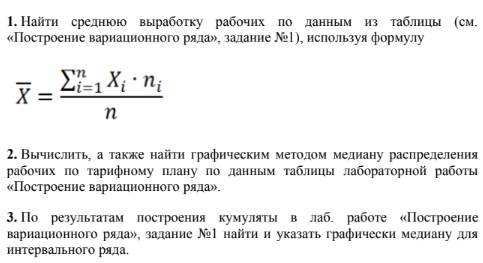 1. Найти среднюю выработку рабочих по данным из таблицы (см.
«Построение вариационного ряда», задание №1), используя формулу
X̅ = ∑ⁿᵢ₌₁ Xᵢ · nᵢ / n
2. Вычислить, а также найти графическим методом медиану распределения
рабочих по тарифному плану по данным таблицы лабораторной работы
«Построение вариационного ряда».
3. По результатам построения кумуляты в лаб. работе «Построение
вариационного ряда», задание №1 найти и указать графически медиану для
интервального ряда.